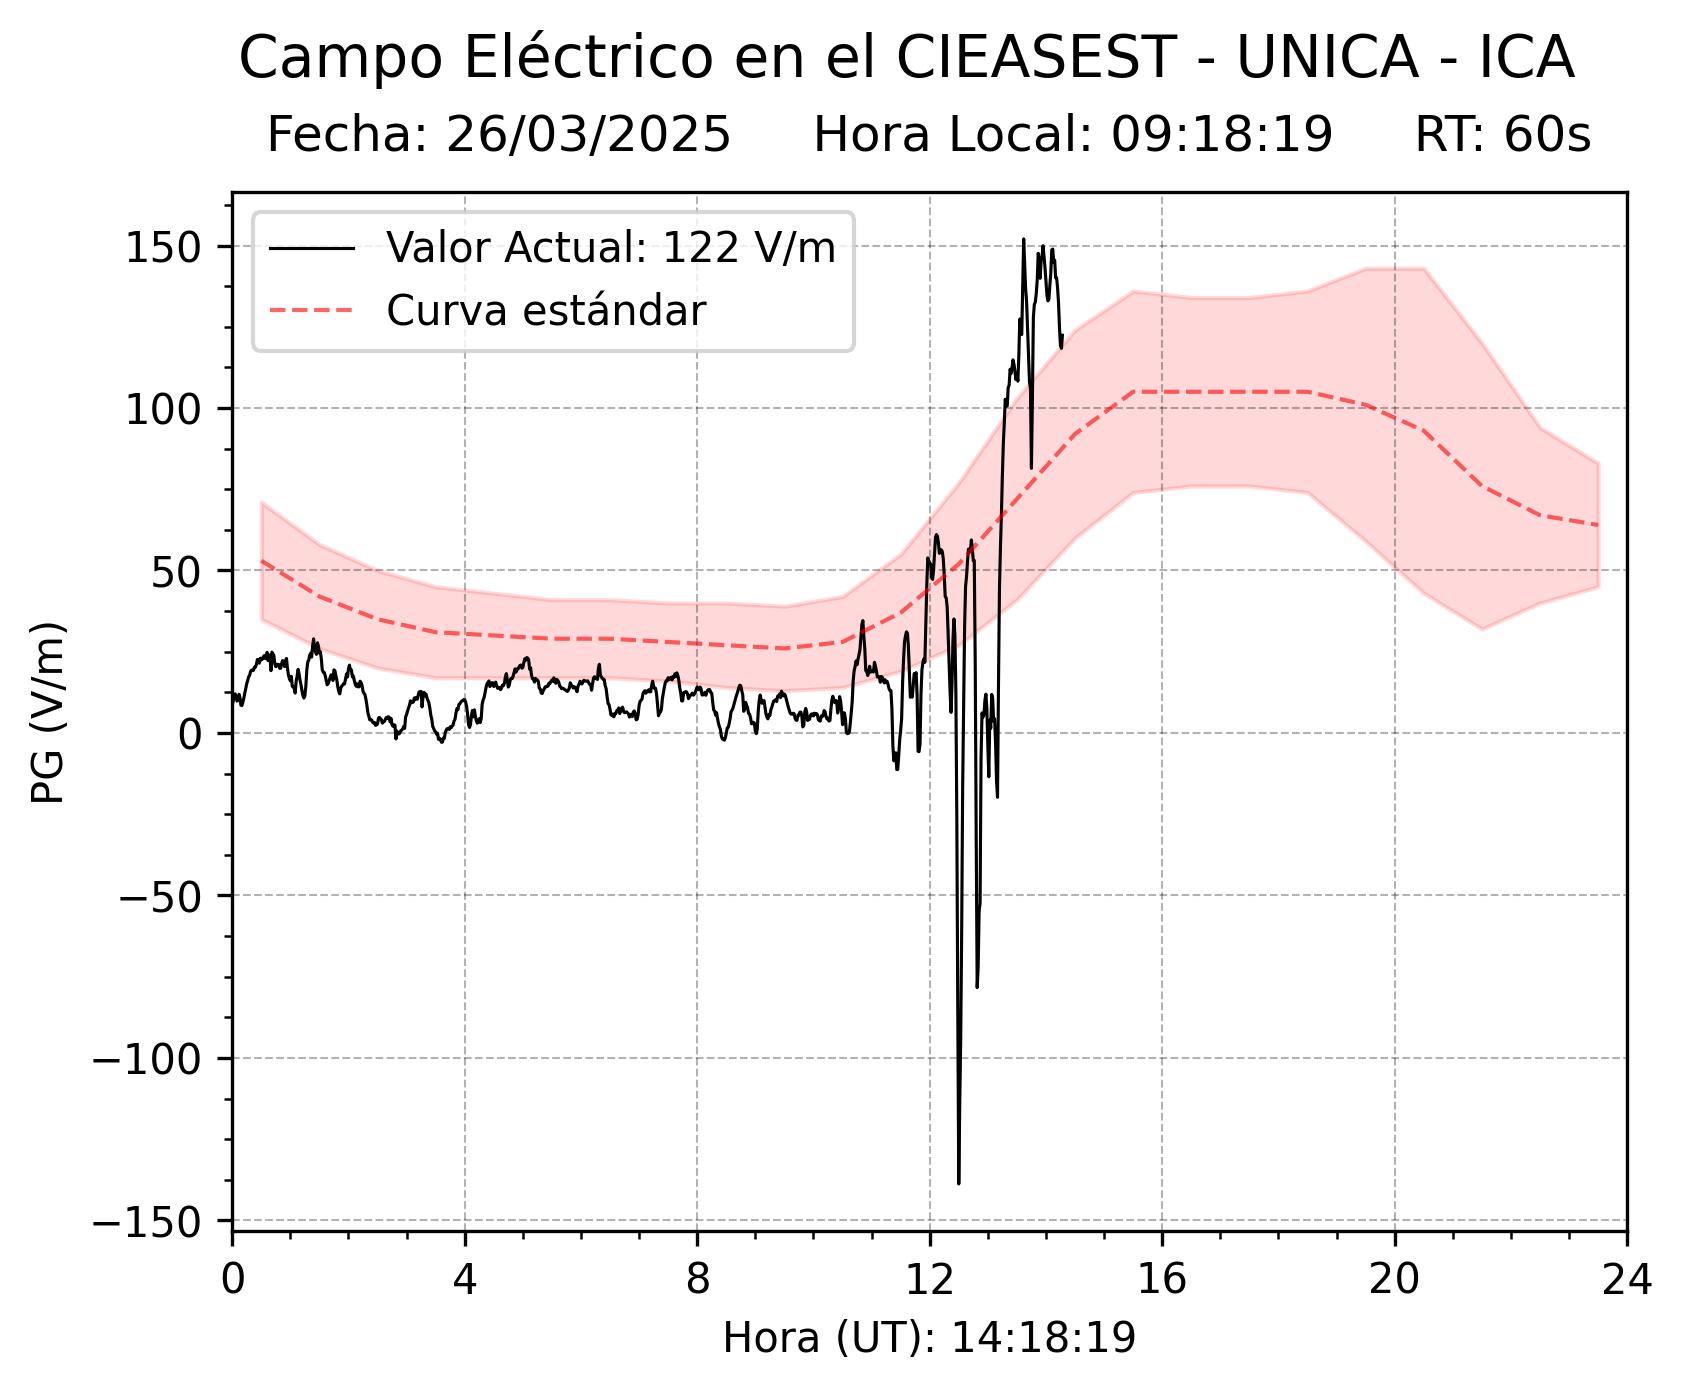 Campo Eléctrico en el CIEASEST - UNICA - ICA
Fecha: 26/03/2025 Hora Local: 09:18:19 RT: 60s
Valor Actual: 122 V/m
Curva estándar
PG (V/m)
150
100
50
0
−50
−100
−150
0 4 8 12 16 20 24
Hora (UT): 14:18:19